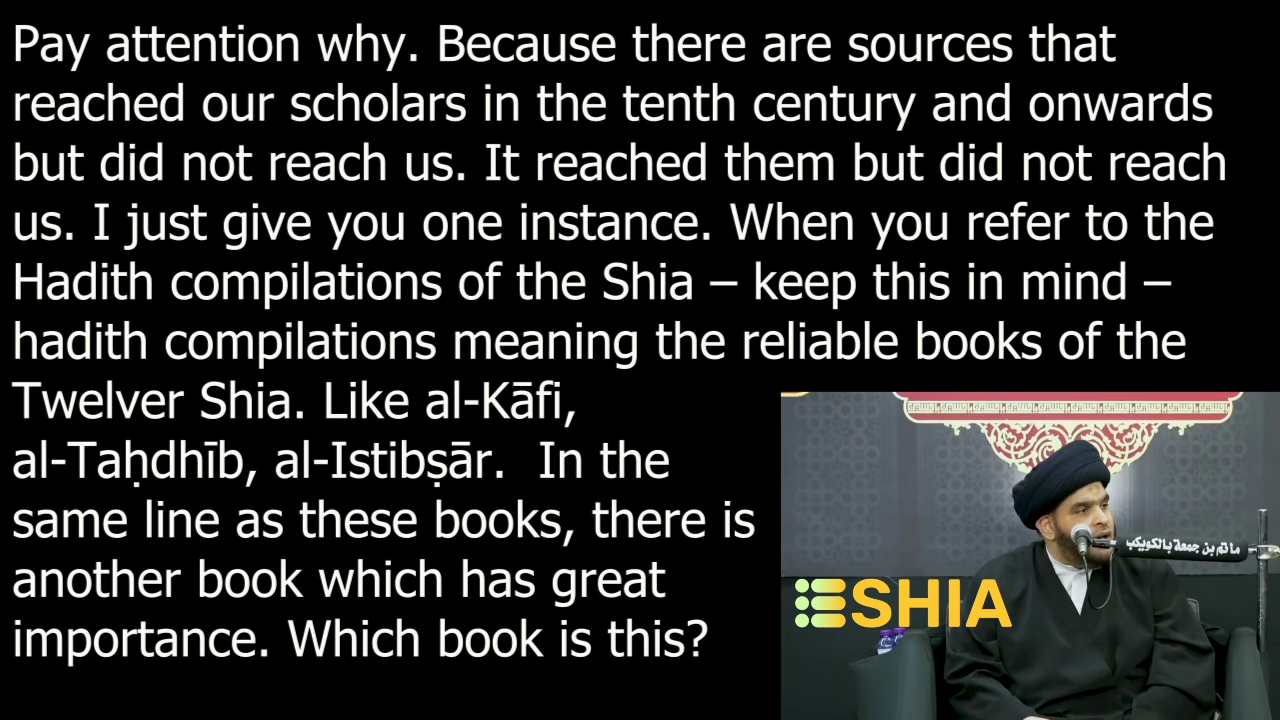 Pay attention why. Because there are sources that
reached our scholars in the tenth century and onwards
but did not reach us. It reached them but did not reach
us. I just give you one instance. When you refer to the
Hadith compilations of the Shia – keep this in mind –
hadith compilations meaning the reliable books of the
Twelver Shia. Like al-Kāfi,
al-Taḥdhīb, al-Istibṣār.  In the
same line as these books, there is
another book which has great
importance. Which book is this?
مأتم بن جمعة بالكويكب
SHIA